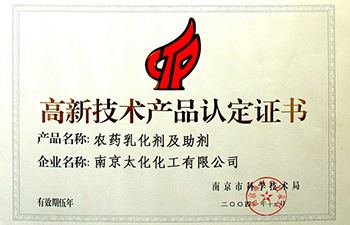 高新技术产品认定证书
产品名称：农药乳化剂及助剂
企业名称：南京太化化工有限公司
南京市科学技术局
有效期伍年